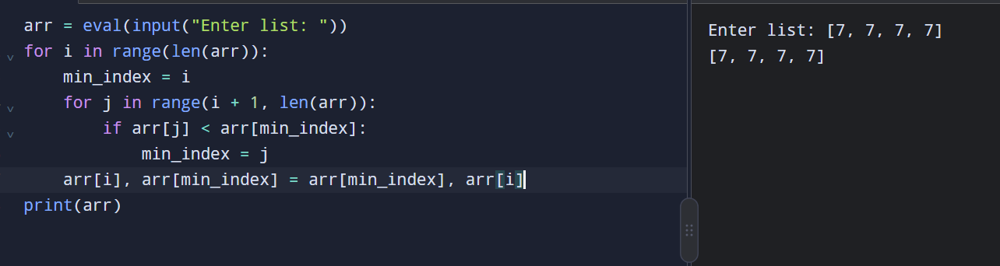 arr = eval(input("Enter list: "))
for i in range(len(arr)):
    min_index = i
    for j in range(i + 1, len(arr)):
        if arr[j] < arr[min_index]:
            min_index = j
    arr[i], arr[min_index] = arr[min_index], arr[i]
print(arr)
Enter list: [7, 7, 7, 7]
[7, 7, 7, 7]